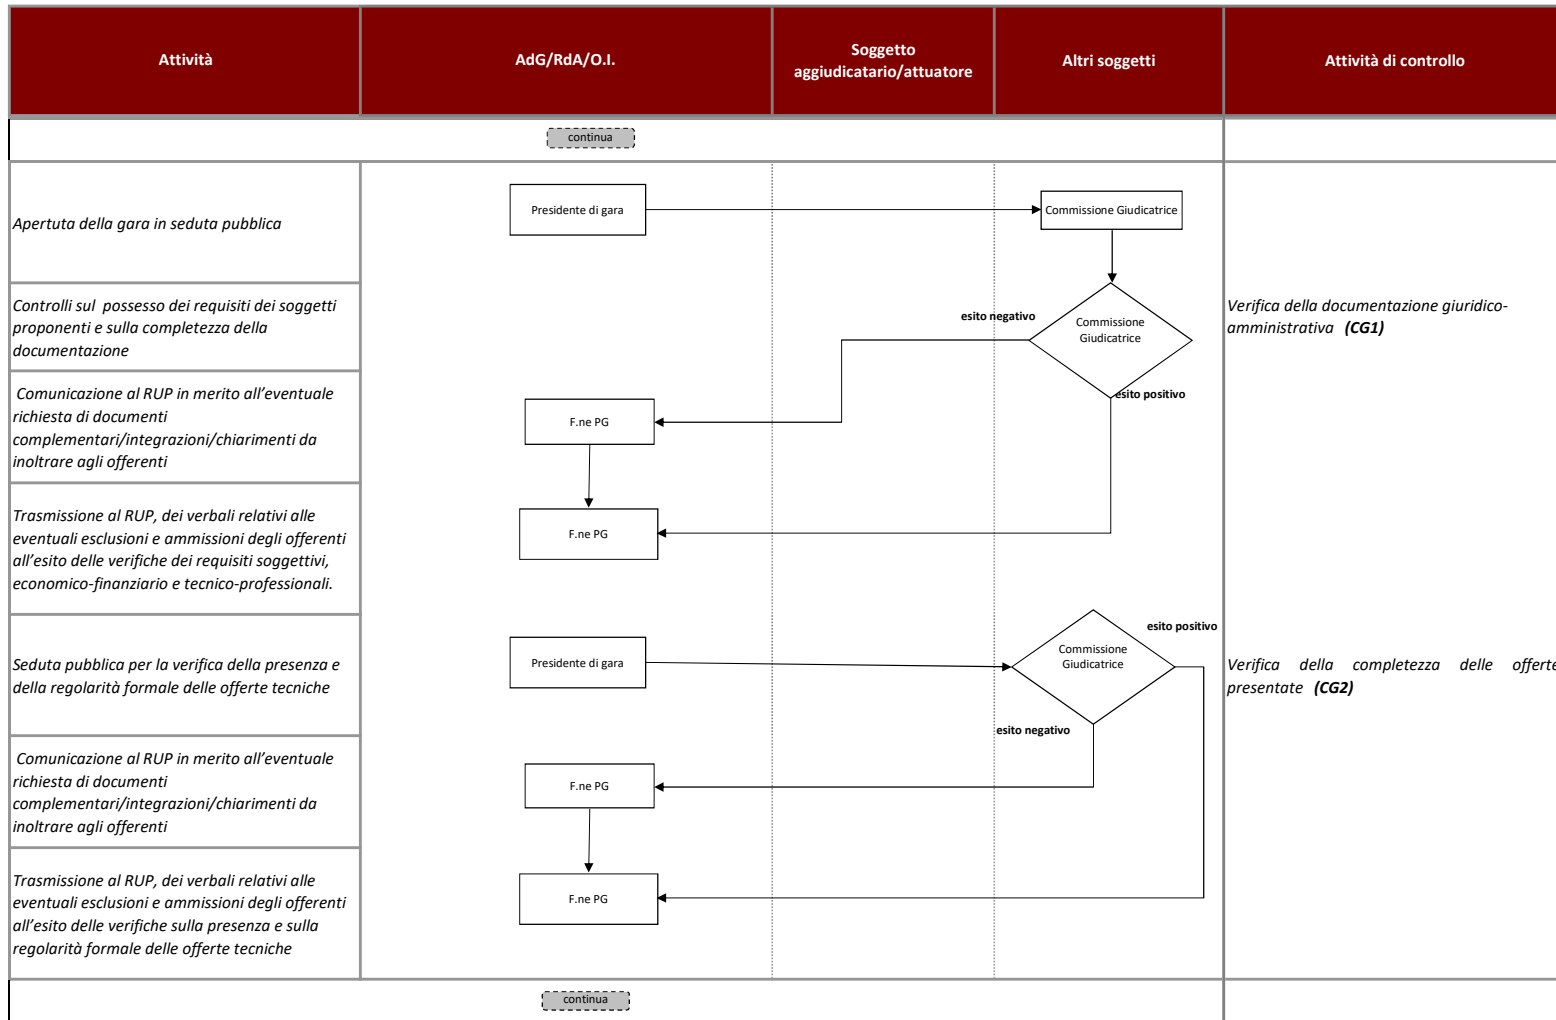 Attività
AdG/RdA/O.I.
Soggetto
aggiudicatario/attuatore
Altri soggetti
Attività di controllo
continua
Apertuta della gara in seduta pubblica
Presidente di gara
Commissione Giudicatrice
Controlli sul  possesso dei requisiti dei soggetti
proponenti e sulla completezza della
documentazione
esito negativo
Commissione
Giudicatrice
esito positivo
Verifica della documentazione giuridico-
amministrativa  (CG1)
Comunicazione al RUP in merito all’eventuale
richiesta di documenti
complementari/integrazioni/chiarimenti da
inoltrare agli offerenti
F.ne PG
Trasmissione al RUP, dei verbali relativi alle
eventuali esclusioni e ammissioni degli offerenti
all’esito delle verifiche dei requisiti soggettivi,
economico-finanziario e tecnico-professionali.
F.ne PG
Seduta pubblica per la verifica della presenza e
della regolarità formale delle offerte tecniche
Presidente di gara
Commissione
Giudicatrice
esito positivo
esito negativo
Verifica della completezza delle offerte
presentate  (CG2)
Comunicazione al RUP in merito all’eventuale
richiesta di documenti
complementari/integrazioni/chiarimenti da
inoltrare agli offerenti
F.ne PG
Trasmissione al RUP, dei verbali relativi alle
eventuali esclusioni e ammissioni degli offerenti
all’esito delle verifiche sulla presenza e sulla
regolarità formale delle offerte tecniche
F.ne PG
continua